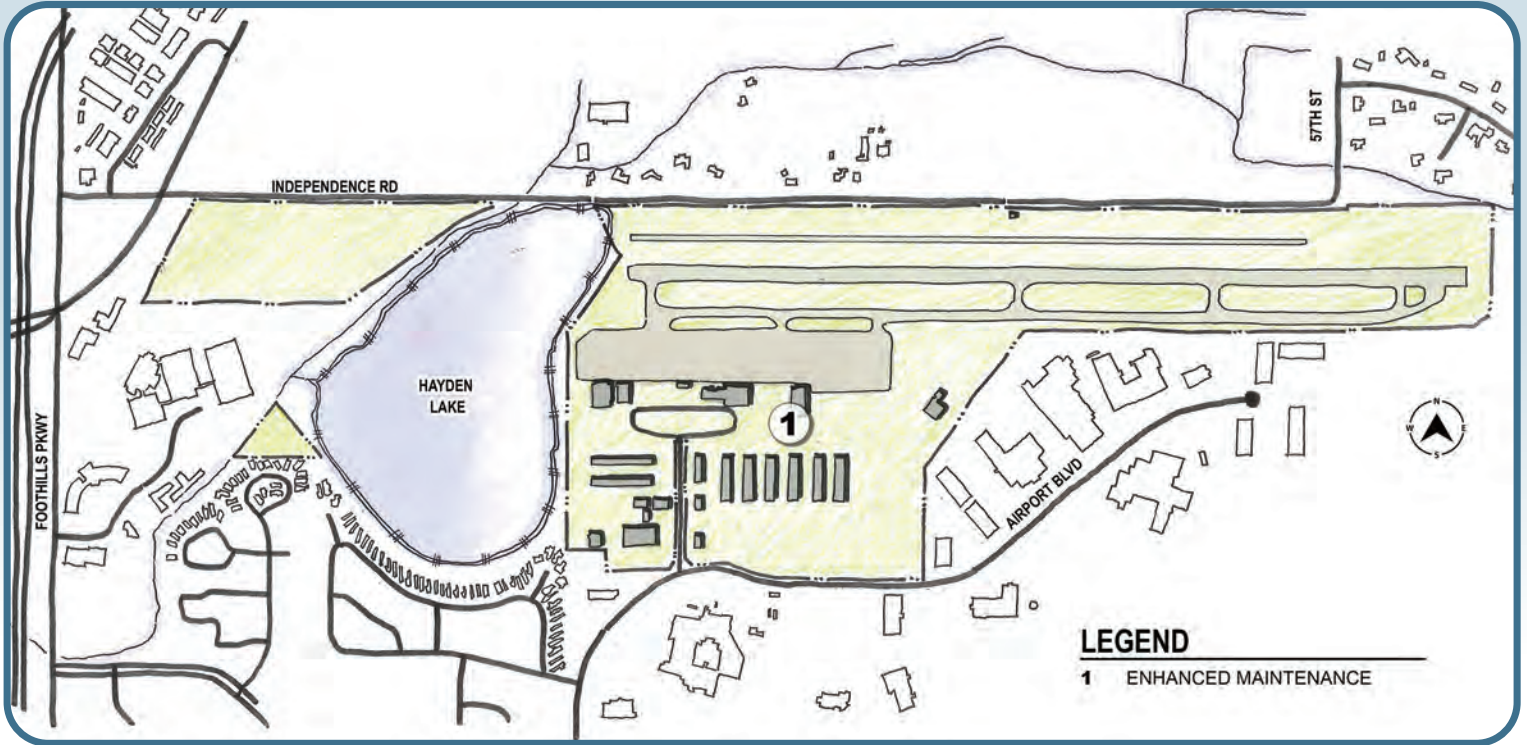 57TH ST
INDEPENDENCE RD
HAYDEN
LAKE
1
N
W E
S
FOOTHILLS PKWY
AIRPORT BLVD
LEGEND
1 ENHANCED MAINTENANCE